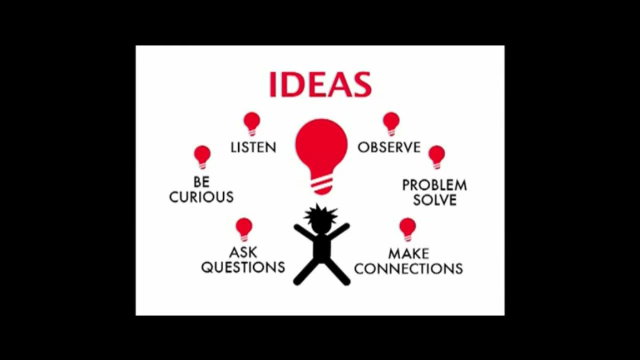 IDEAS
LISTEN
OBSERVE
BE
CURIOUS
PROBLEM
SOLVE
ASK
QUESTIONS
MAKE
CONNECTIONS